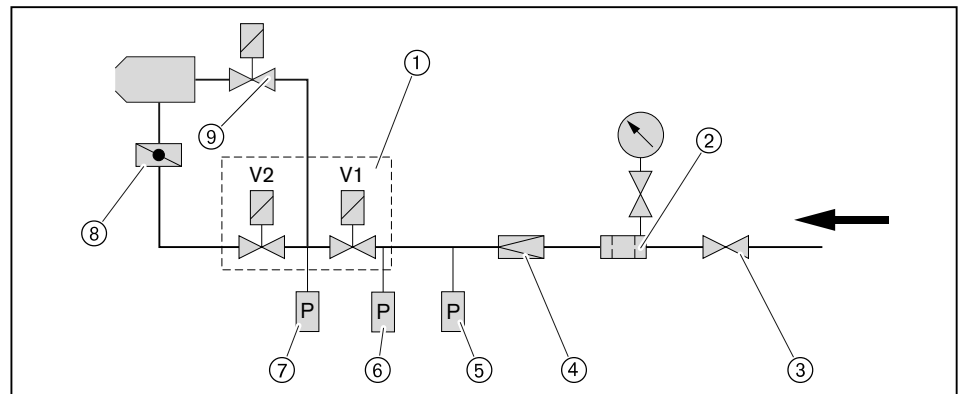 ①
⑨
②
V2 V1
⑧
P P P
⑦ ⑥ ⑤ ④ ③